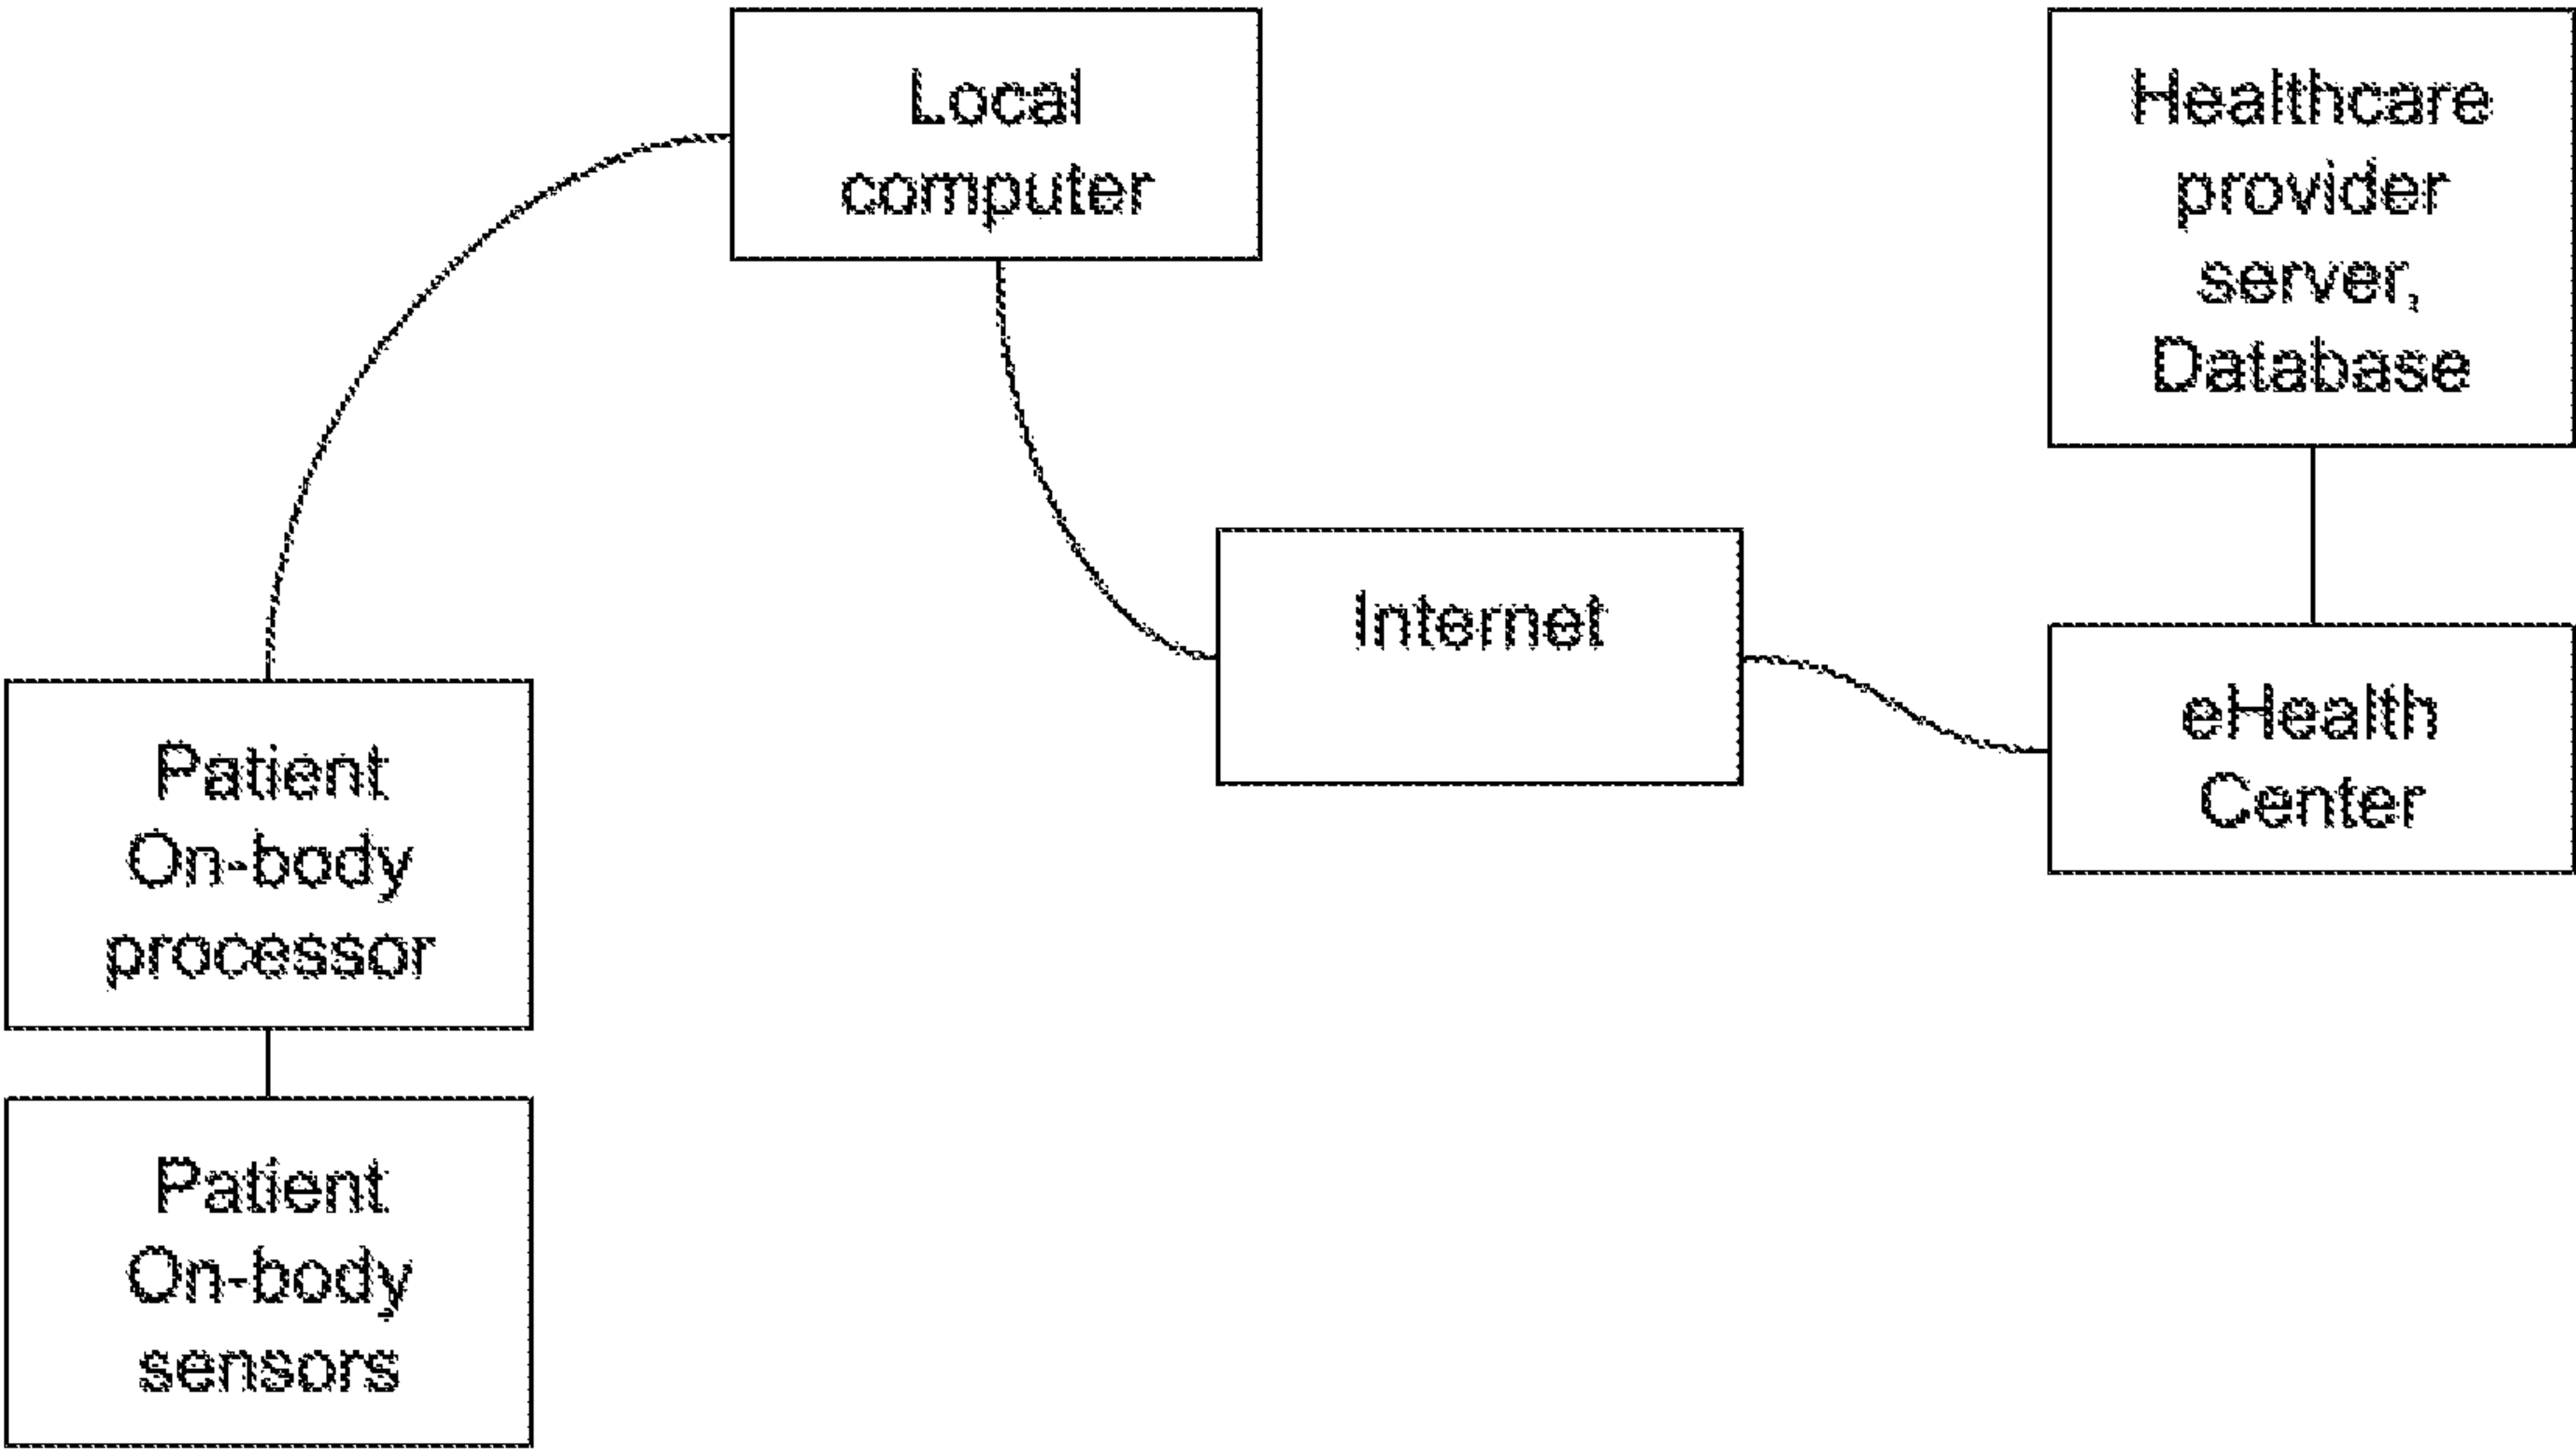 Local
computer
Healthcare
provider
server,
Database
Internet
eHealth
Center
Patient
On-body
processor
Patient
On-body
sensors